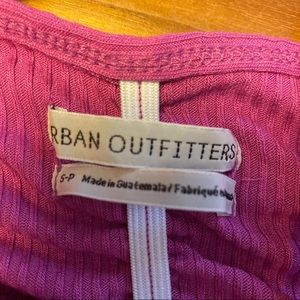 RBAN OUTFITTERS
S-P Made in Guatemala / Fabriqué